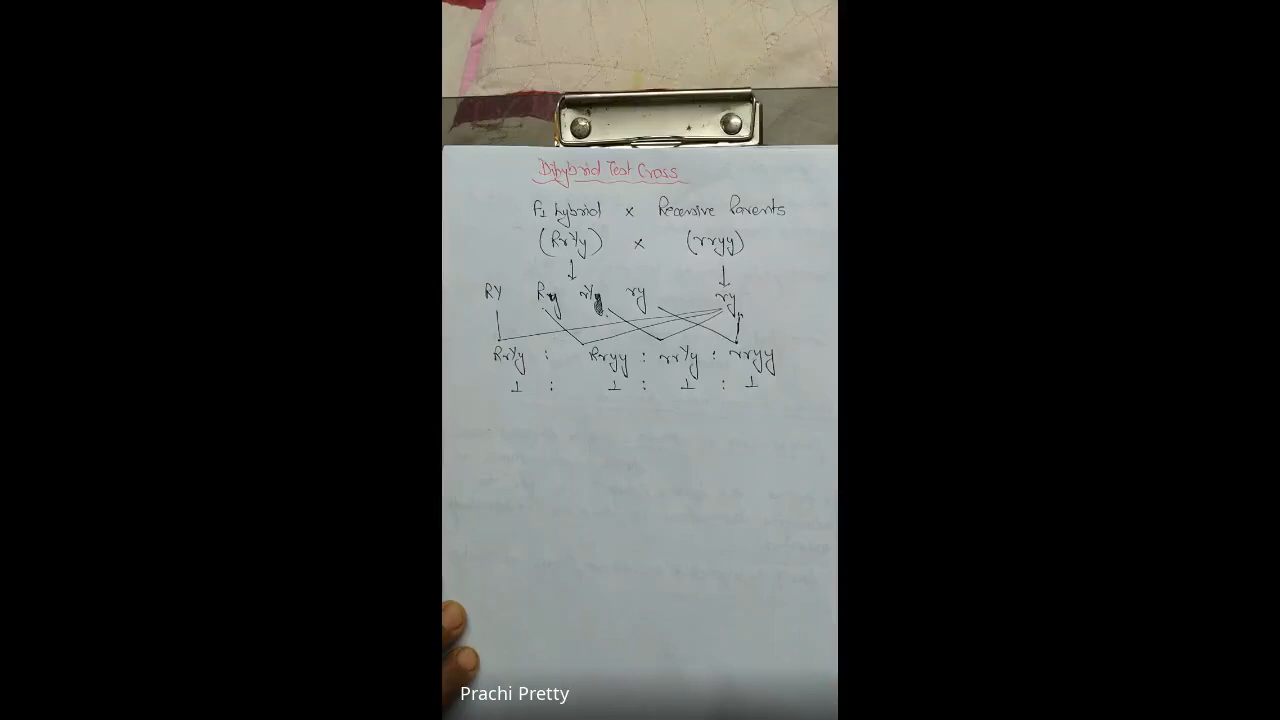 Dihybrid Test Cross
F1 hybrid x Recessive Parents
(RrYy) x (rryy)
RY Ry rY ry ry
RrYy : Rryy : rrYy : rryy
1 : 1 : 1 : 1
Prachi Pretty